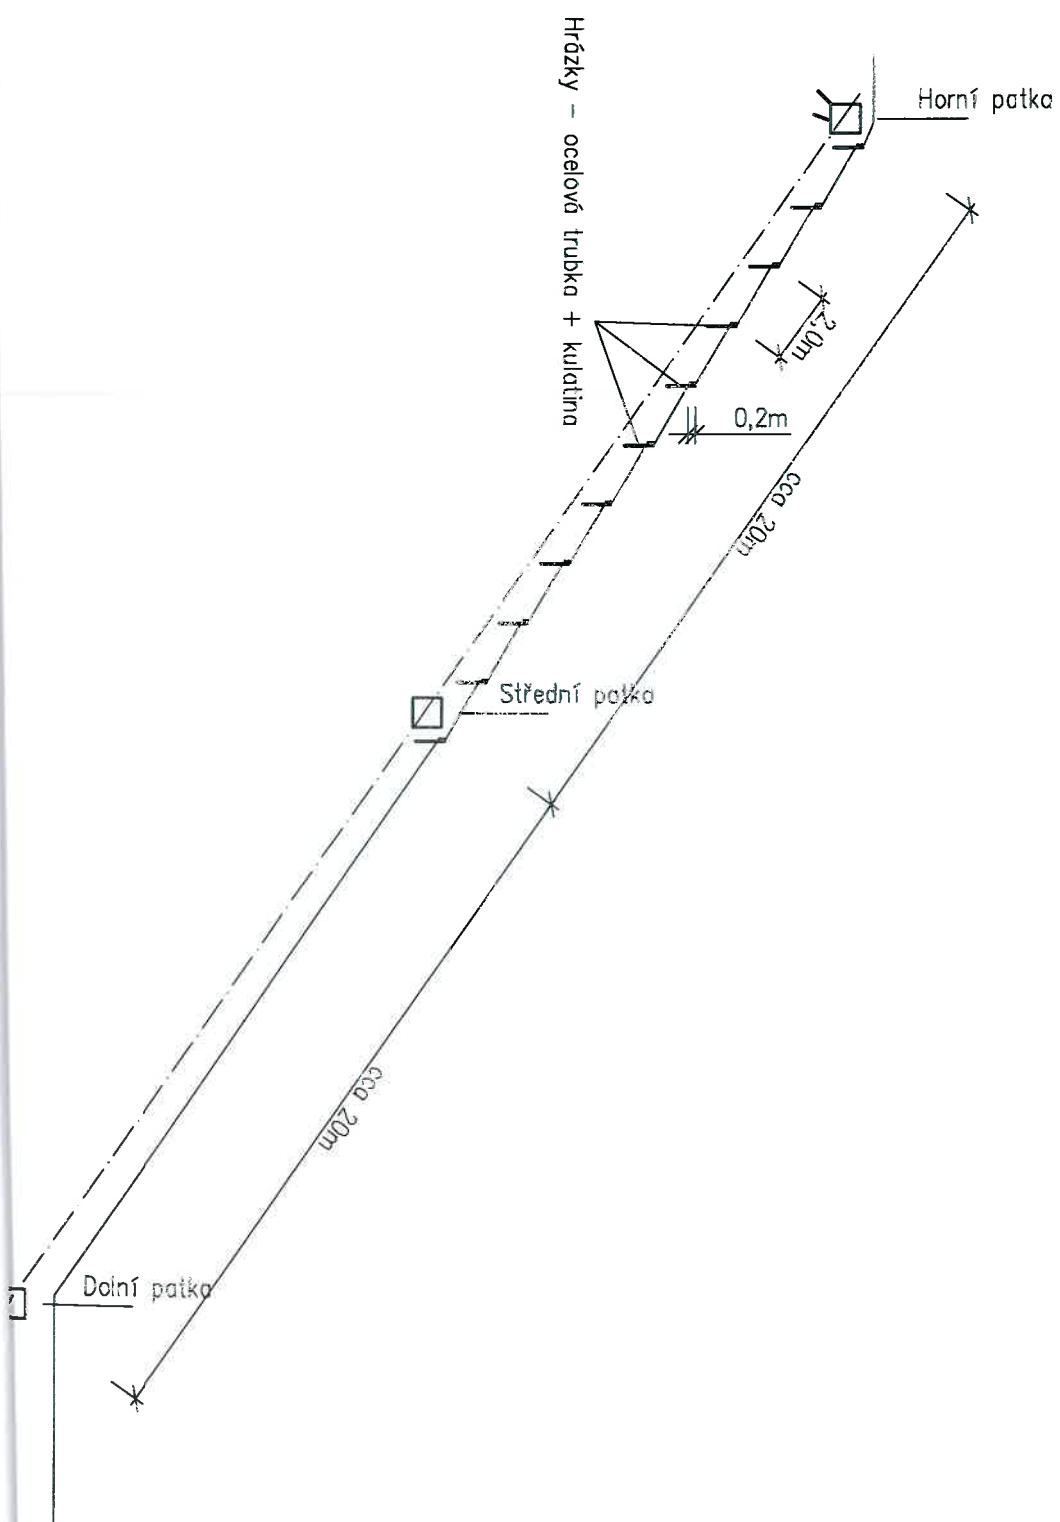 Horní patka
Hrázky - ocelová trubka + kulatina
2,0m
0,2m
cca 20m
Střední patka
cca 20m
Dolní patka